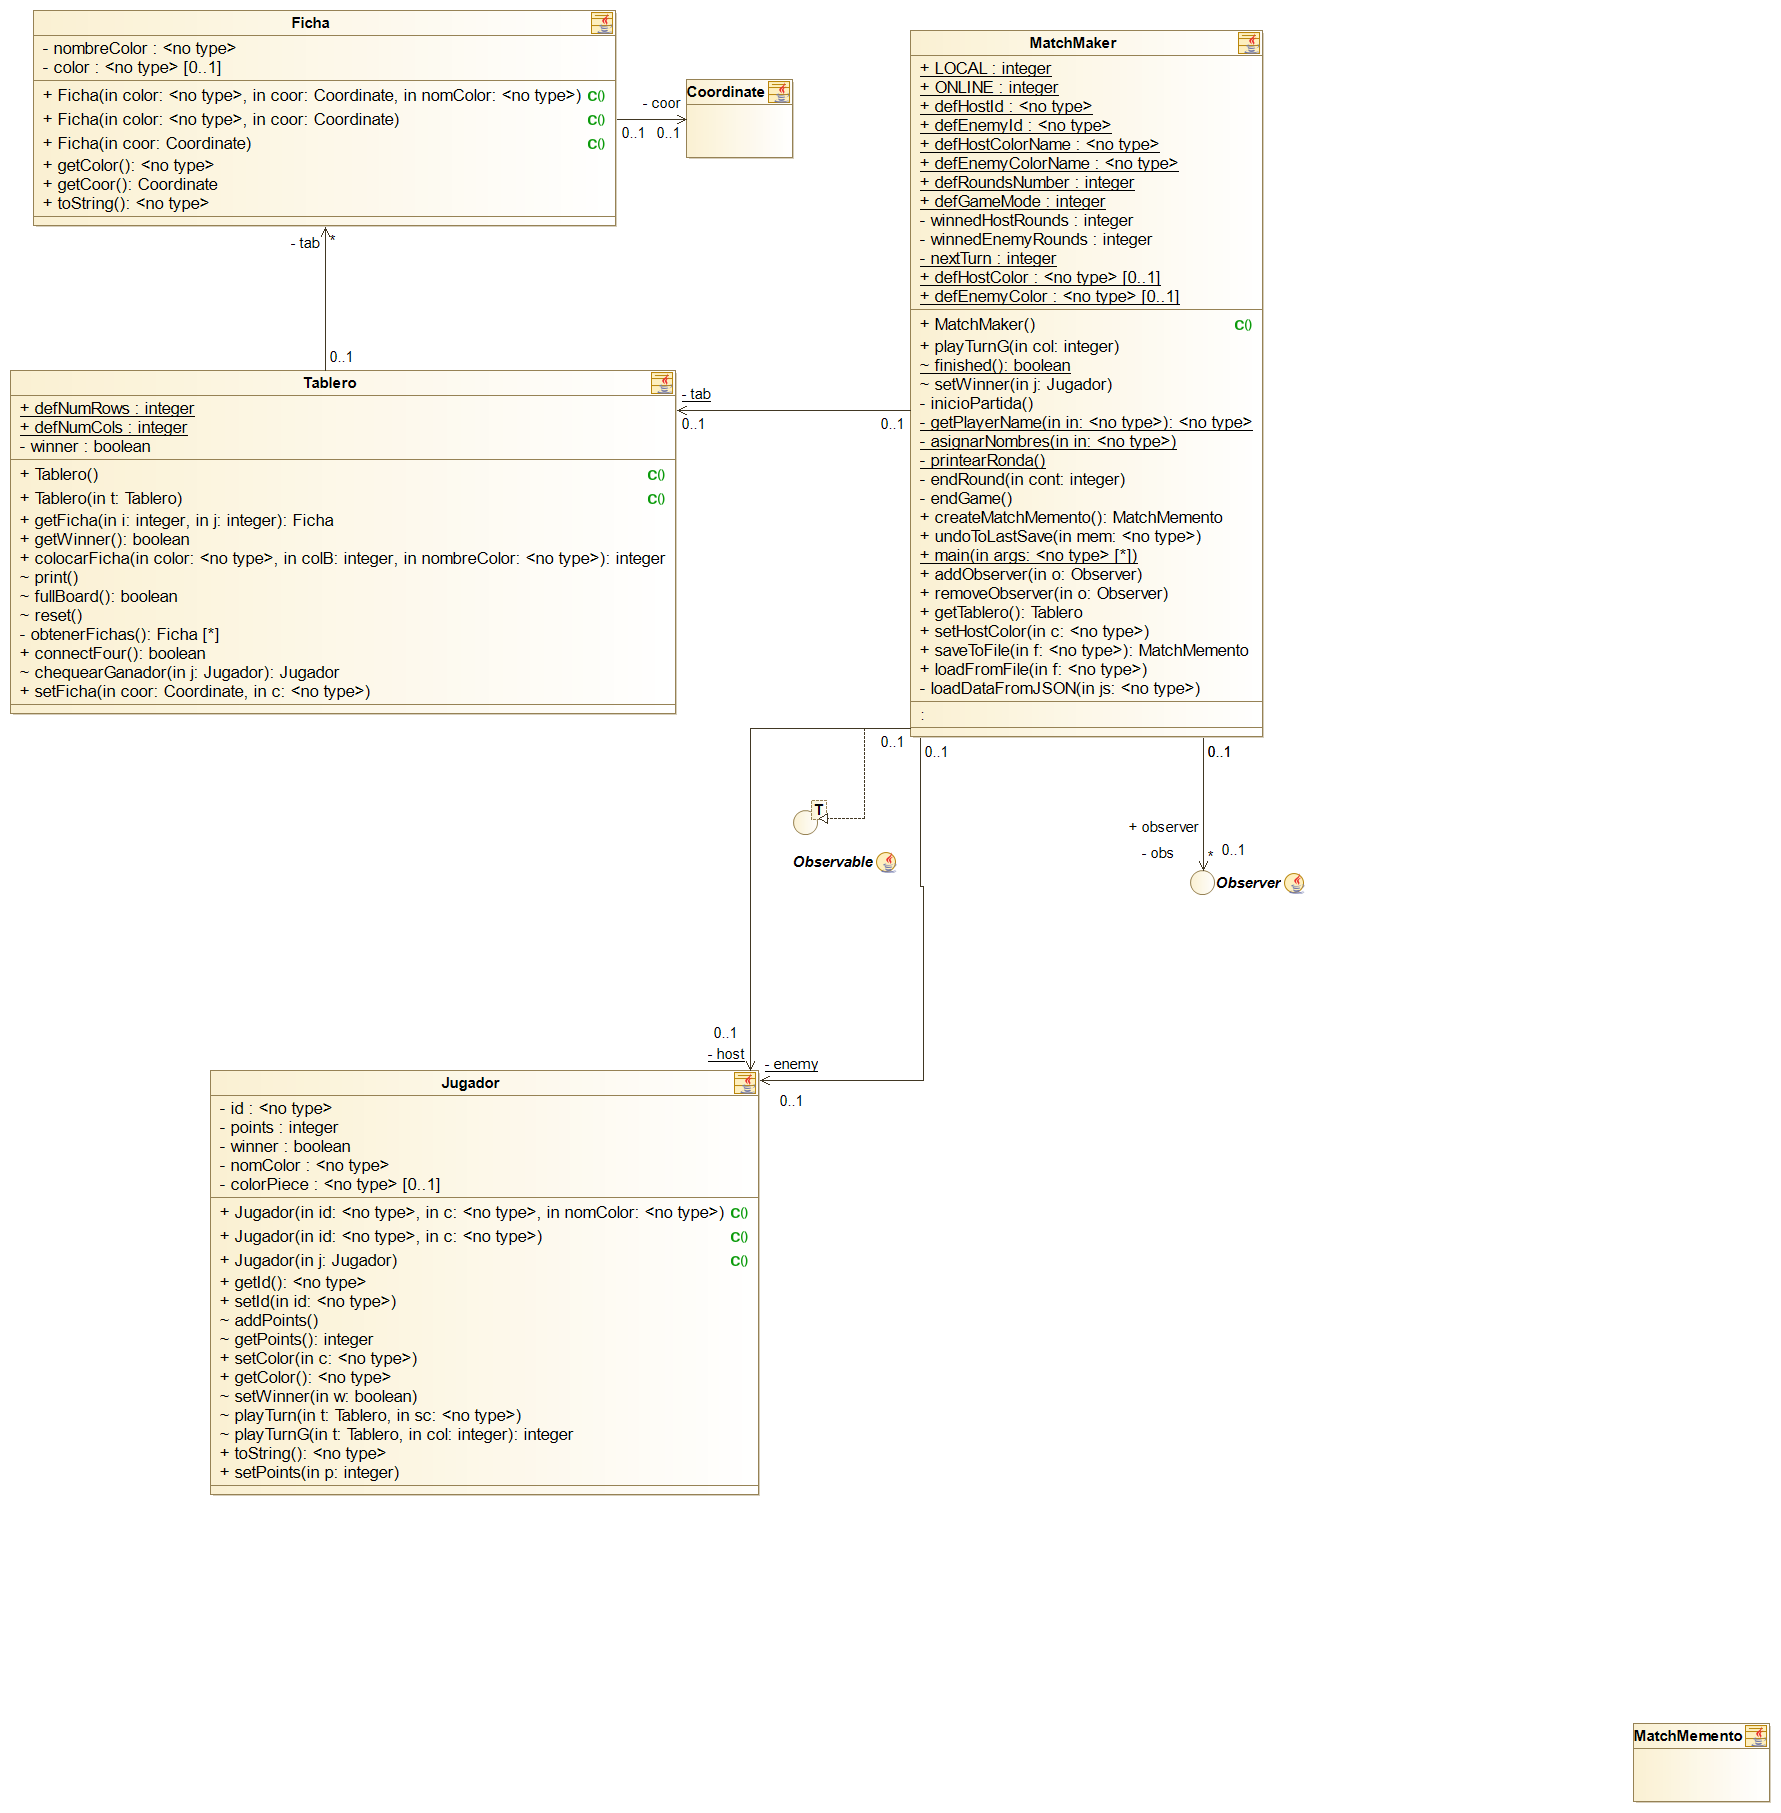 Ficha
- nombreColor : <no type>
- color : <no type> [0..1]
+ Ficha(in color: <no type>, in coor: Coordinate, in nomColor: <no type>) C()
+ Ficha(in color: <no type>, in coor: Coordinate) C()
+ Ficha(in coor: Coordinate) C()
+ getColor(): <no type>
+ getCoor(): Coordinate
+ toString(): <no type>
- coor
0..1 0..1
Coordinate
- tab *
0..1
Tablero
+ defNumRows : integer
+ defNumCols : integer
- winner : boolean
+ Tablero() C()
+ Tablero(in t: Tablero) C()
+ getFicha(in i: integer, in j: integer): Ficha
+ getWinner(): boolean
+ colocarFicha(in color: <no type>, in colB: integer, in nombreColor: <no type>): integer
~ print()
~ fullBoard(): boolean
~ reset()
- obtenerFichas(): Ficha [*]
+ connectFour(): boolean
~ chequearGanador(in j: Jugador): Jugador
+ setFicha(in coor: Coordinate, in c: <no type>)
- tab
0..1 0..1
MatchMaker
+ LOCAL : integer
+ ONLINE : integer
+ defHostId : <no type>
+ defEnemyId : <no type>
+ defHostColorName : <no type>
+ defEnemyColorName : <no type>
+ defRoundsNumber : integer
+ defGameMode : integer
- winnedHostRounds : integer
- winnedEnemyRounds : integer
- nextTurn : integer
+ defHostColor : <no type> [0..1]
+ defEnemyColor : <no type> [0..1]
+ MatchMaker() C()
+ playTurnG(in col: integer)
~ finished(): boolean
~ setWinner(in j: Jugador)
- inicioPartida()
- getPlayerName(in in: <no type>): <no type>
- asignarNombres(in in: <no type>)
- printearRonda()
- endRound(in cont: integer)
- endGame()
+ createMatchMemento(): MatchMemento
+ undoToLastSave(in mem: <no type>)
+ main(in args: <no type> [*])
+ addObserver(in o: Observer)
+ removeObserver(in o: Observer)
+ getTablero(): Tablero
+ setHostColor(in c: <no type>)
+ saveToFile(in f: <no type>): MatchMemento
+ loadFromFile(in f: <no type>)
- loadDataFromJSON(in js: <no type>)
:
0..1
0..1
0..1
T
Observable
+ observer
- obs
* 0..1
Observer
0..1
- host
- enemy
0..1
Jugador
- id : <no type>
- points : integer
- winner : boolean
- nomColor : <no type>
- colorPiece : <no type> [0..1]
+ Jugador(in id: <no type>, in c: <no type>, in nomColor: <no type>) C()
+ Jugador(in id: <no type>, in c: <no type>) C()
+ Jugador(in j: Jugador) C()
+ getId(): <no type>
+ setId(in id: <no type>)
~ addPoints()
~ getPoints(): integer
+ setColor(in c: <no type>)
+ getColor(): <no type>
~ setWinner(in w: boolean)
~ playTurn(in t: Tablero, in sc: <no type>)
~ playTurnG(in t: Tablero, in col: integer): integer
+ toString(): <no type>
+ setPoints(in p: integer)
MatchMemento